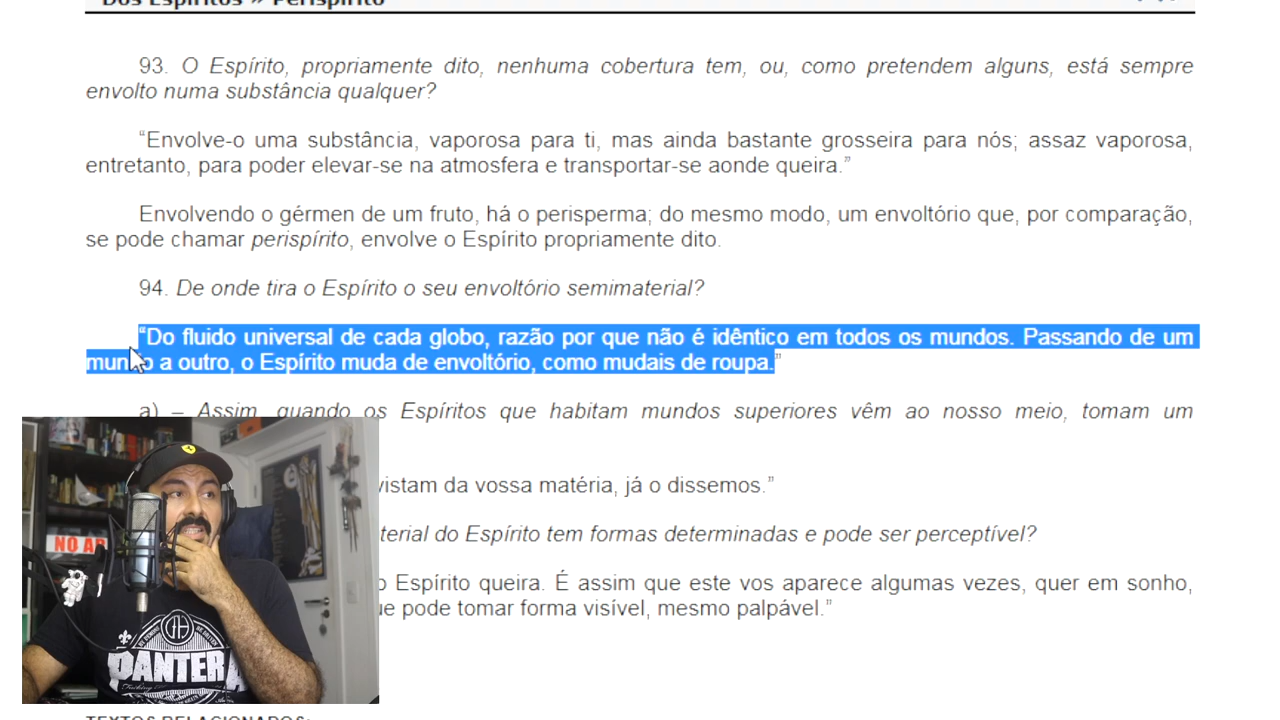 Dos Espíritos » Perispírito
93. O Espírito, propriamente dito, nenhuma cobertura tem, ou, como pretendem alguns, está sempre
envolto numa substância qualquer?
“Envolve-o uma substância, vaporosa para ti, mas ainda bastante grosseira para nós; assaz vaporosa,
entretanto, para poder elevar-se na atmosfera e transportar-se aonde queira.”
Envolvendo o gérmen de um fruto, há o perisperma; do mesmo modo, um envoltório que, por comparação,
se pode chamar perispírito, envolve o Espírito propriamente dito.
94. De onde tira o Espírito o seu envoltório semimaterial?
“Do fluido universal de cada globo, razão por que não é idêntico em todos os mundos. Passando de um
mundo a outro, o Espírito muda de envoltório, como mudais de roupa.”
a) – Assim, quando os Espíritos que habitam mundos superiores vêm ao nosso meio, tomam um
vistam da vossa matéria, já o dissemos.”
terial do Espírito tem formas determinadas e pode ser perceptível?
o Espírito queira. É assim que este vos aparece algumas vezes, quer em sonho,
ue pode tomar forma visível, mesmo palpável.”
NO AR
PANTERA
TEXTOS RELACIONADOS: